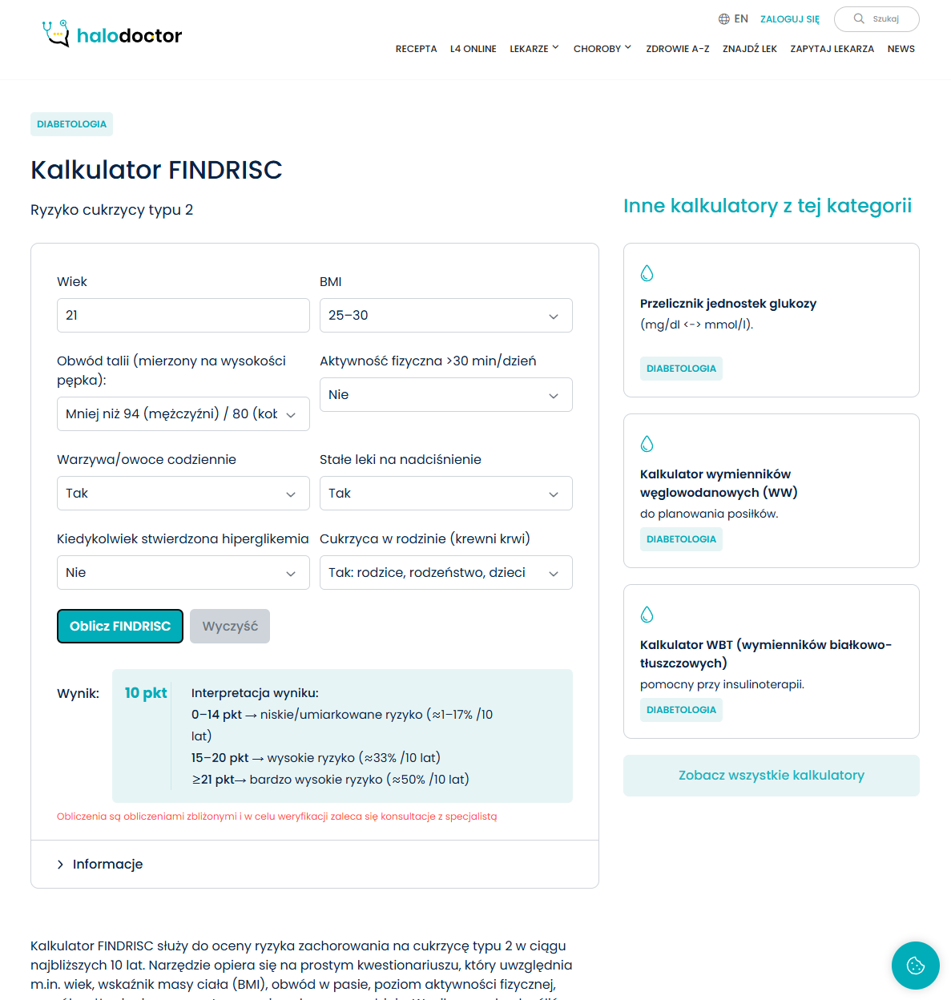 halodoctor
EN ZALOGUJ SIĘ Szukaj
RECEPTA L4 ONLINE LEKARZE CHOROBY ZDROWIE A-Z ZNAJDŹ LEK ZAPYTAJ LEKARZA NEWS
DIABETOLOGIA
Kalkulator FINDRISC
Ryzyko cukrzycy typu 2
Wiek
BMI
21
25–30
Obwód talii (mierzony na wysokości
pępka):
Aktywność fizyczna >30 min/dzień
Mniej niż 94 (mężczyźni) / 80 (kob
Nie
Warzywa/owoce codziennie
Stałe leki na nadciśnienie
Tak
Tak
Kiedykolwiek stwierdzona hiperglikemia
Cukrzyca w rodzinie (krewni krwi)
Nie
Tak: rodzice, rodzeństwo, dzieci
Oblicz FINDRISC
Wyczyść
Wynik:
10 pkt
Interpretacja wyniku:
0–14 pkt → niskie/umiarkowane ryzyko (≈1–17% /10
lat)
15–20 pkt → wysokie ryzyko (≈33% /10 lat)
≥21 pkt→ bardzo wysokie ryzyko (≈50% /10 lat)
Obliczenia są obliczeniami zbliżonymi i w celu weryfikacji zaleca się konsultacje z specjalistą
Informacje
Inne kalkulatory z tej kategorii
Przelicznik jednostek glukozy
(mg/dl <-> mmol/l).
DIABETOLOGIA
Kalkulator wymienników
węglowodanowych (WW)
do planowania posiłków.
DIABETOLOGIA
Kalkulator WBT (wymienników białkowo-
tłuszczowych)
pomocny przy insulinoterapii.
DIABETOLOGIA
Zobacz wszystkie kalkulatory
Kalkulator FINDRISC służy do oceny ryzyka zachorowania na cukrzycę typu 2 w ciągu
najbliższych 10 lat. Narzędzie opiera się na prostym kwestionariuszu, który uwzględnia
m.in. wiek, wskaźnik masy ciała (BMI), obwód w pasie, poziom aktywności fizycznej,